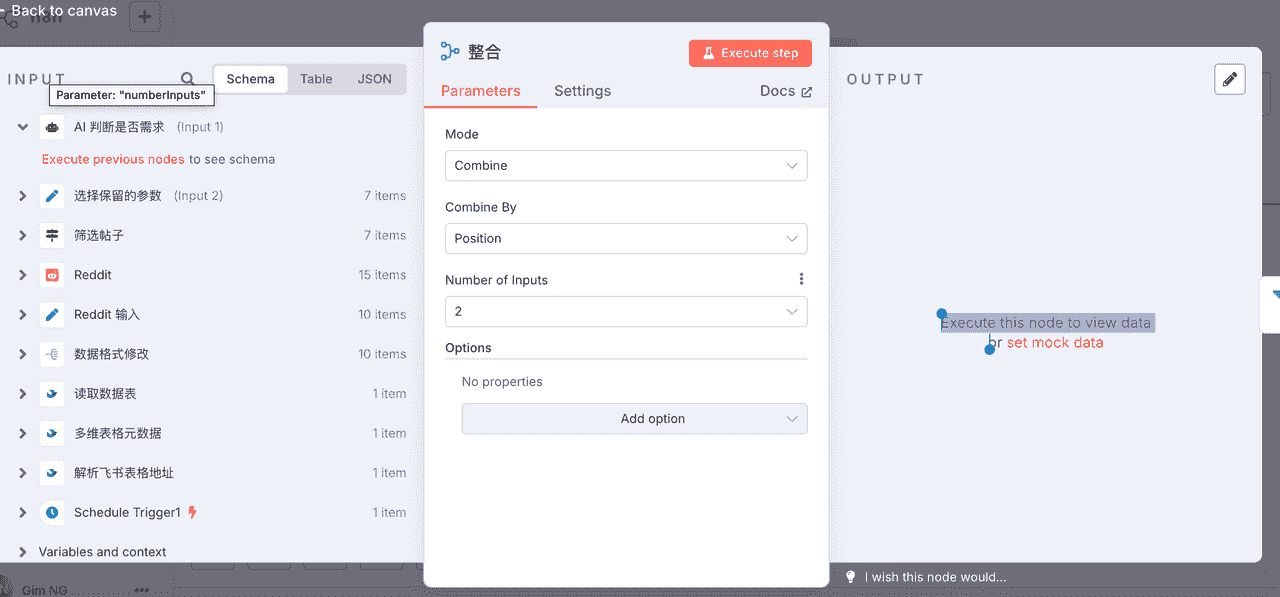 Back to canvas
INPUT
Schema
Table
JSON
Parameter: "numberInputs"
AI 判断是否需求 (Input 1)
Execute previous nodes to see schema
选择保留的参数 (Input 2) 7 items
筛选帖子 7 items
Reddit 15 items
Reddit 输入 10 items
数据格式修改 10 items
读取数据表 1 item
多维表格元数据 1 item
解析飞书表格地址 1 item
Schedule Trigger1 1 item
Variables and context
Gim NG
整合
Execute step
Parameters
Settings
Docs
Mode
Combine
Combine By
Position
Number of Inputs
2
Options
No properties
Add option
OUTPUT
Execute this node to view data
or set mock data
I wish this node would...